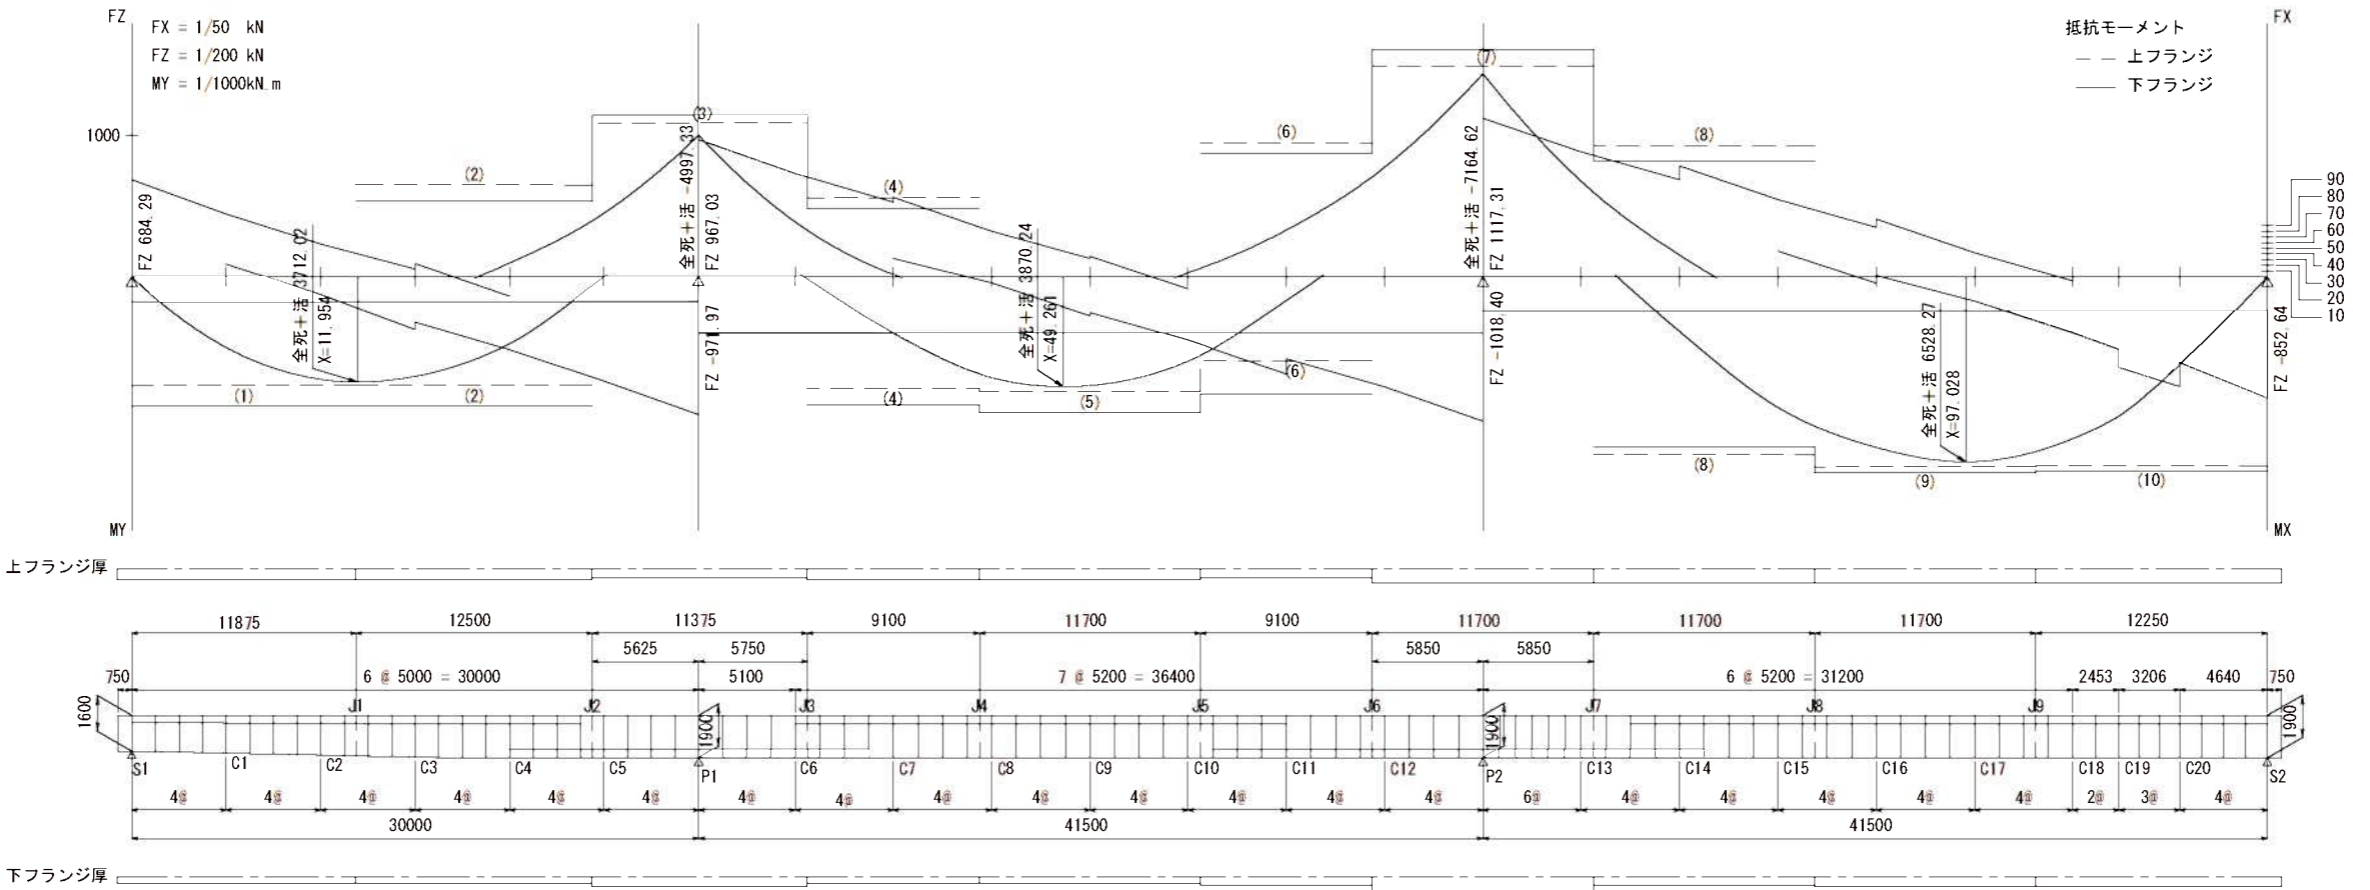 FZ
FX
FX = 1/50 kN
FZ = 1/200 kN
MY = 1/1000kN.m
抵抗モーメント
上フランジ
下フランジ
1000
(2)
(3)
(4)
(6)
(7)
(8)
FZ 684.29
全死+活 3712.02
X=11.954
全死+活 -4997.33
FZ 967.03
FZ -971.97
全死+活 3870.24
X=49.261
全死+活 -7164.62
FZ 1117.31
FZ -1018.40
全死+活 6528.27
X=97.028
FZ -852.64
90
80
70
60
50
40
30
20
10
(1)
(2)
(4)
(5)
(6)
(8)
(9)
(10)
MY
MX
上フランジ厚
11875 12500 11375 9100 11700 9100 11700 11700 11700 12250
5625 5750 5850 5850
750 6 @ 5000 = 30000 5100 7 @ 5200 = 36400 6 @ 5200 = 31200 2453 3206 4640 750
1600 J1 J2 1900 J3 J4 J5 J6 1900 J7 J8 J9 1900
S1 C1 C2 C3 C4 C5 P1 C6 C7 C8 C9 C10 C11 C12 P2 C13 C14 C15 C16 C17 C18 C19 C20 S2
4@ 4@ 4@ 4@ 4@ 4@ 4@ 4@ 4@ 4@ 4@ 4@ 4@ 4@ 6@ 4@ 4@ 4@ 4@ 4@ 2@ 3@ 4@
30000 41500 41500
下フランジ厚